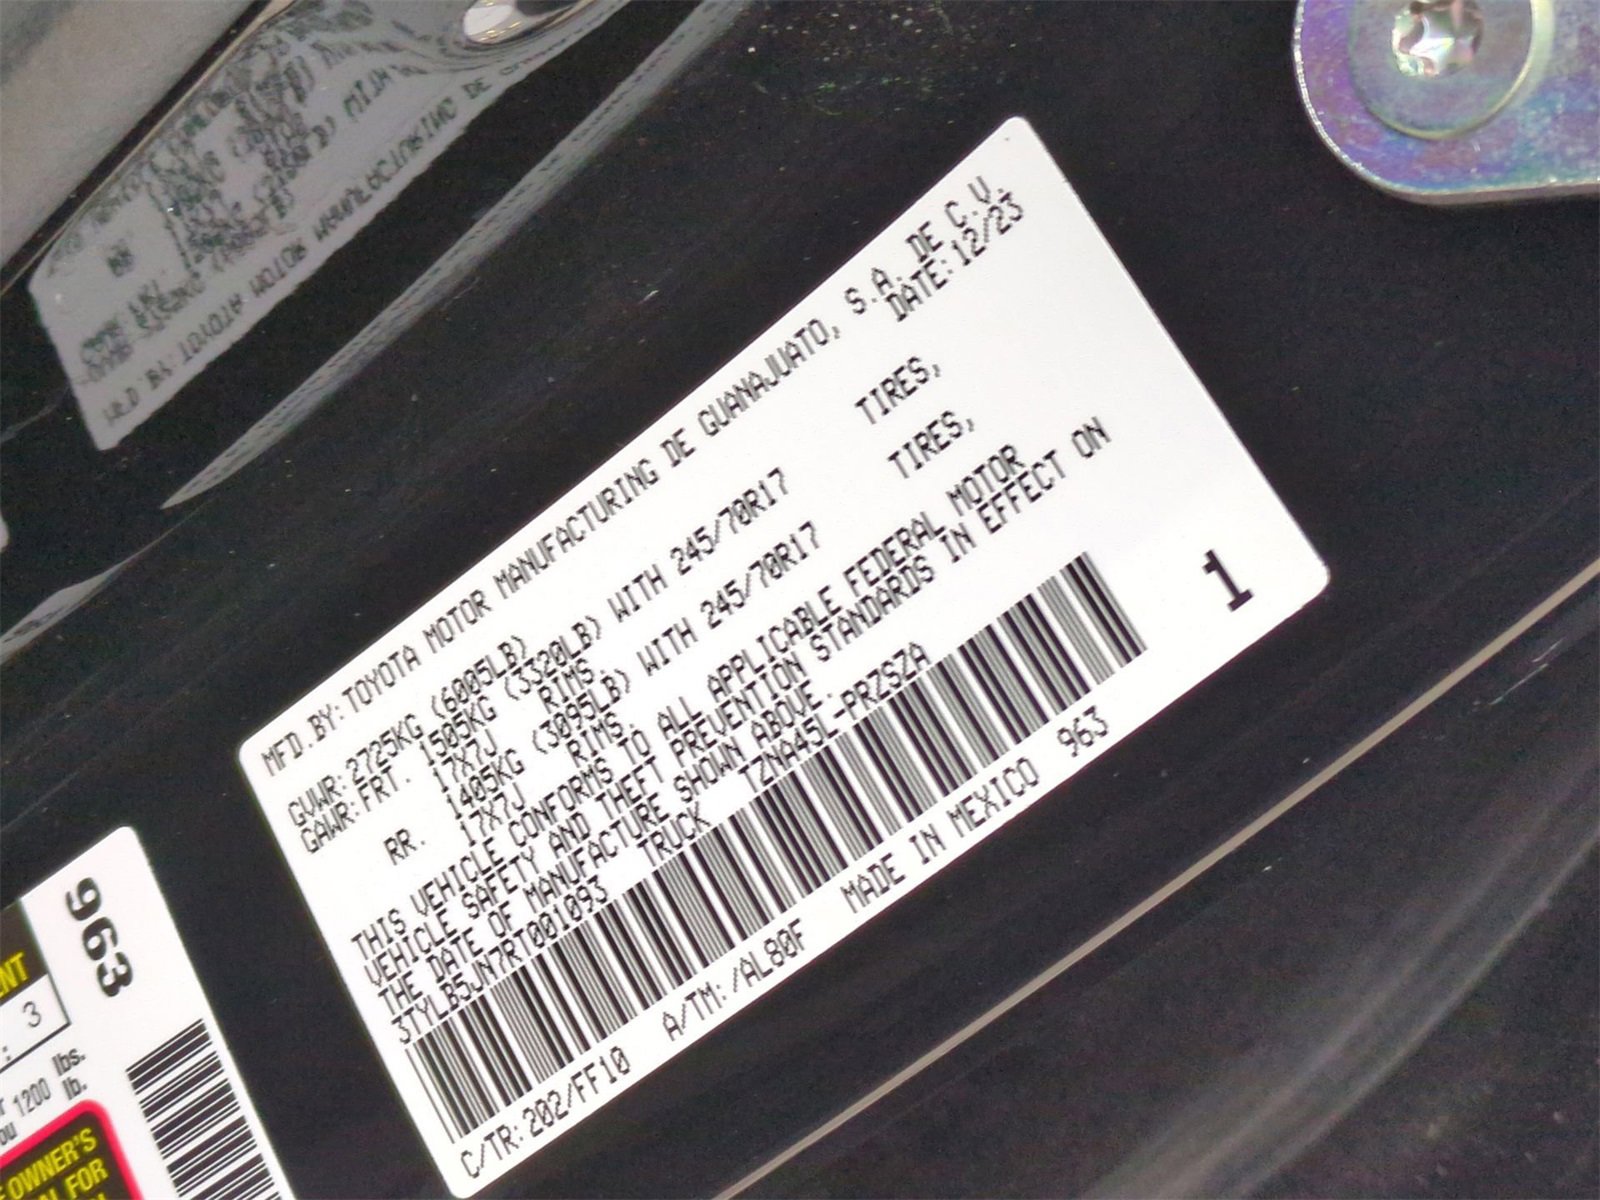 MFD.BY:TOYOTA MOTOR MANUFACTURING DE GUANAJUATO, S.A. DE C.V.
DATE:12/23
GVWR:2725KG (6005LB)
GAWR:FRT. 1505KG (3320LB) WITH 245/70R17 TIRES,
17X7J RIMS,
RR. 1405KG (3095LB) WITH 245/70R17 TIRES,
17X7J RIMS.
THIS VEHICLE CONFORMS TO ALL APPLICABLE FEDERAL MOTOR
VEHICLE SAFETY AND THEFT PREVENTION STANDARDS IN EFFECT ON
THE DATE OF MANUFACTURE SHOWN ABOVE.
3TYLB5JN7RT001093 TRUCK TZNA45L-PRZSZA
C/TR:202/FF10 A/TM:/AL80F MADE IN MEXICO 963
1
963
ENT
: 3
1200 lbs.
lb.
OWNER'S
FOR